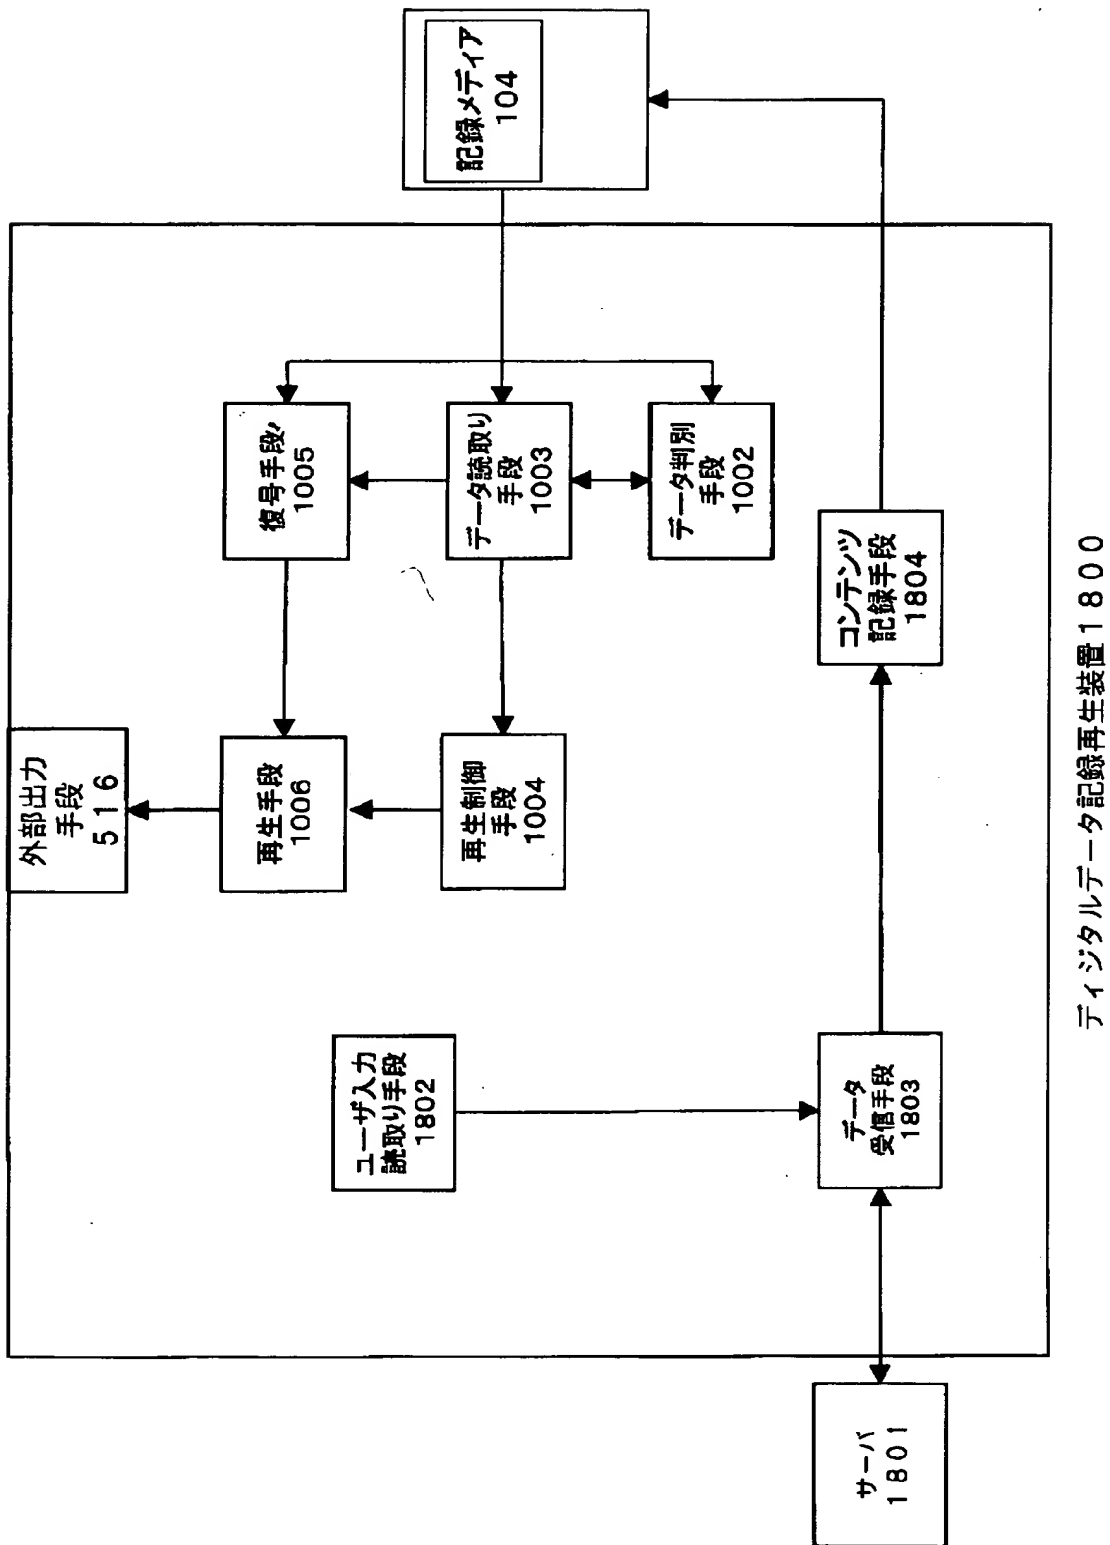 外部出力
手段
５１６
再生手段
1006
復号手段
1005
ユーザ入力
読取り手段
1802
再生制御
手段
1004
データ読取り
手段
1003
記録メディア
104
データ判別
手段
1002
サーバ
１８０１
データ
受信手段
1803
コンテンツ
記録手段
1804
ディジタルデータ記録再生装置１８００